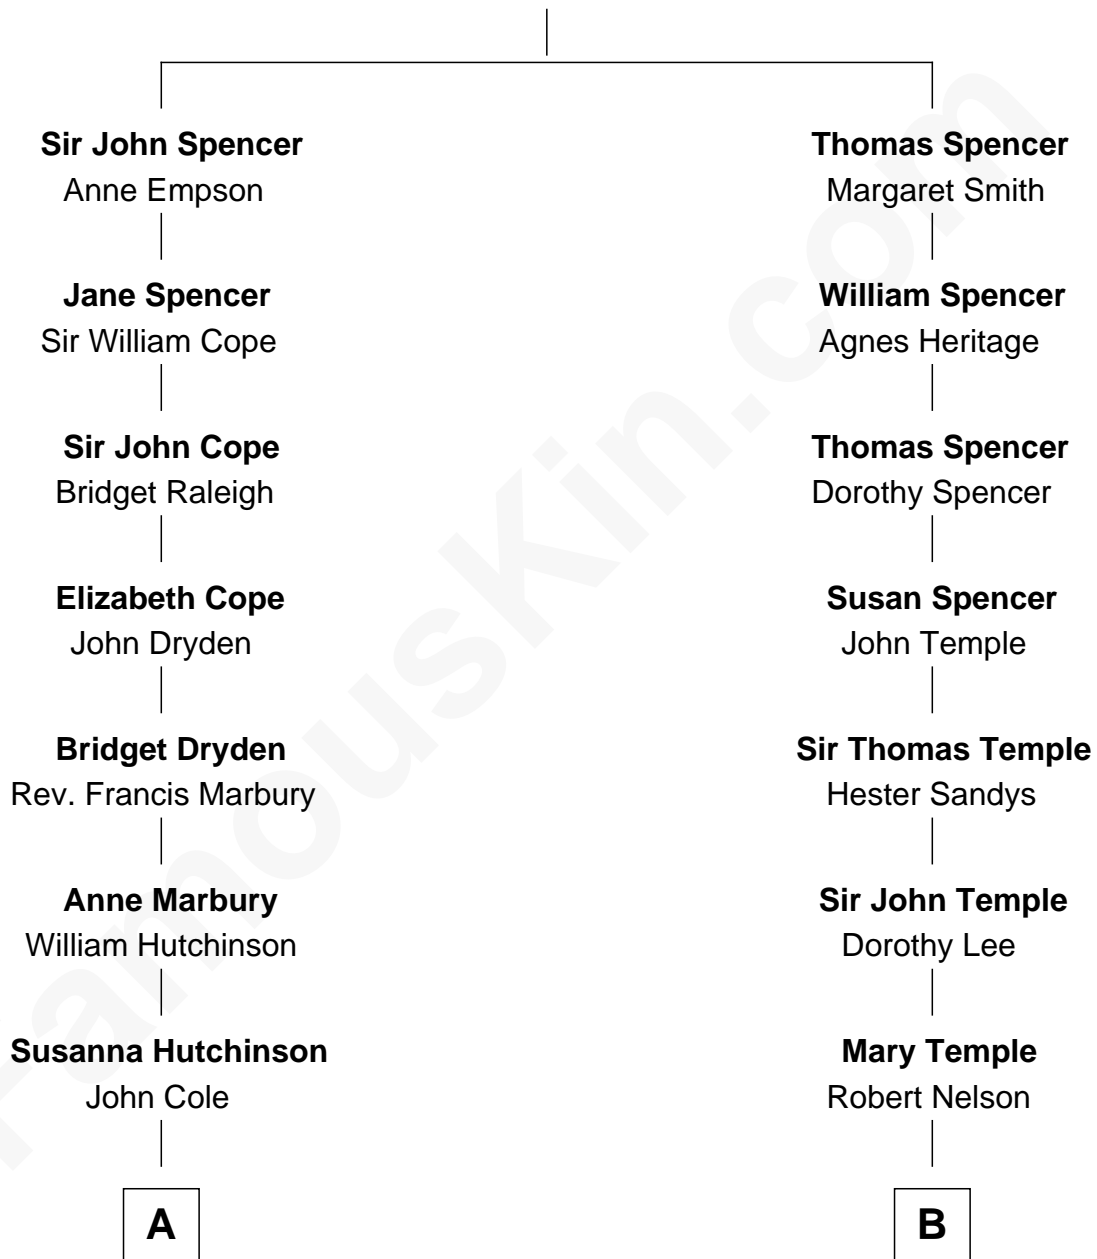 Sir John Spencer
Anne Empson
Thomas Spencer
Margaret Smith
Jane Spencer
Sir William Cope
William Spencer
Agnes Heritage
Sir John Cope
Bridget Raleigh
Thomas Spencer
Dorothy Spencer
Elizabeth Cope
John Dryden
Susan Spencer
John Temple
Bridget Dryden
Rev. Francis Marbury
Sir Thomas Temple
Hester Sandys
Anne Marbury
William Hutchinson
Sir John Temple
Dorothy Lee
Susanna Hutchinson
John Cole
Mary Temple
Robert Nelson
A
B
FamousKin.com